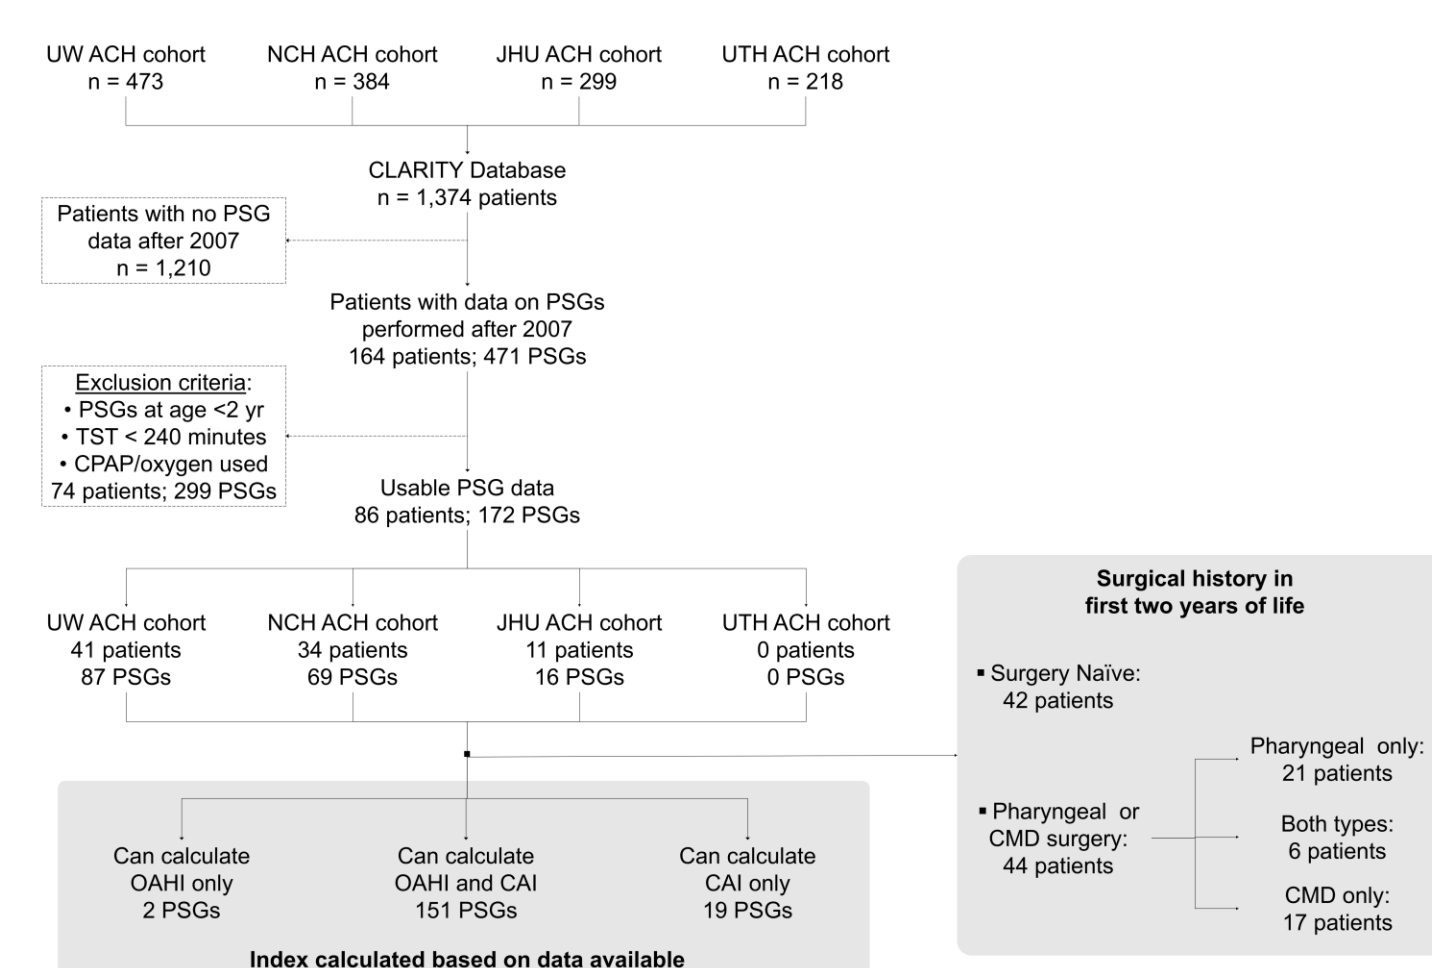 UW ACH cohort
n = 473
NCH ACH cohort
n = 384
JHU ACH cohort
n = 299
UTH ACH cohort
n = 218
CLARITY Database
n = 1,374 patients
Patients with no PSG
data after 2007
n = 1,210
Patients with data on PSGs
performed after 2007
164 patients; 471 PSGs
Exclusion criteria:
• PSGs at age <2 yr
• TST < 240 minutes
• CPAP/oxygen used
74 patients; 299 PSGs
Usable PSG data
86 patients; 172 PSGs
UW ACH cohort
41 patients
87 PSGs
NCH ACH cohort
34 patients
69 PSGs
JHU ACH cohort
11 patients
16 PSGs
UTH ACH cohort
0 patients
0 PSGs
Surgical history in
first two years of life
▪ Surgery Naïve:
42 patients
▪ Pharyngeal or
CMD surgery:
44 patients
Pharyngeal only:
21 patients
Both types:
6 patients
CMD only:
17 patients
Can calculate
OAHI only
2 PSGs
Can calculate
OAHI and CAI
151 PSGs
Can calculate
CAI only
19 PSGs
Index calculated based on data available